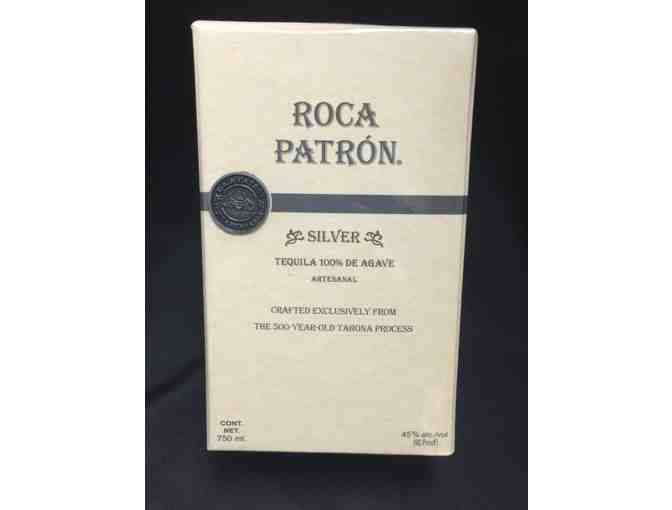 ROCA
PATRÓN.
SILVER
TEQUILA 100% DE AGAVE
ARTESANAL
CRAFTED EXCLUSIVELY FROM
THE 500-YEAR-OLD TAHONA PROCESS
CONT.
NET.
750 ml.
45% alc./vol